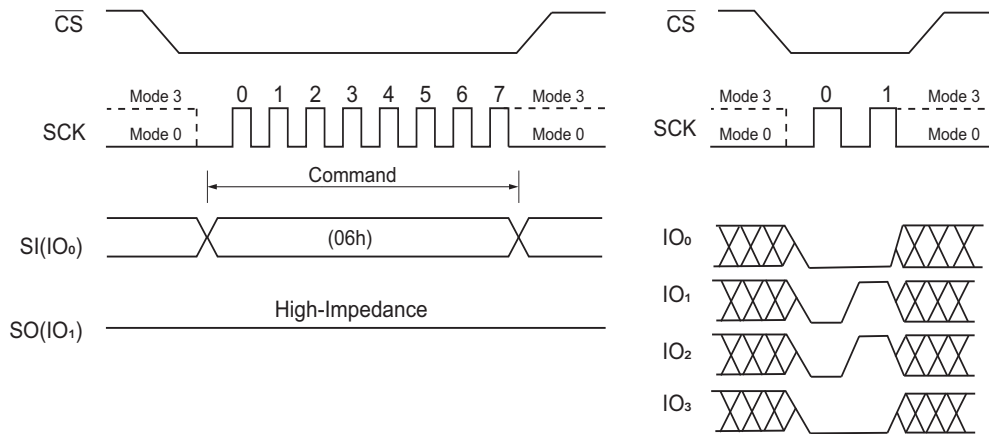 CS
Mode 3
0 1 2 3 4 5 6 7
Mode 3
SCK
Mode 0
Mode 0
Command
SI(IO₀)
(06h)
High-Impedance
SO(IO₁)
CS
Mode 3
0 1
Mode 3
SCK
Mode 0
Mode 0
IO₀
IO₁
IO₂
IO₃